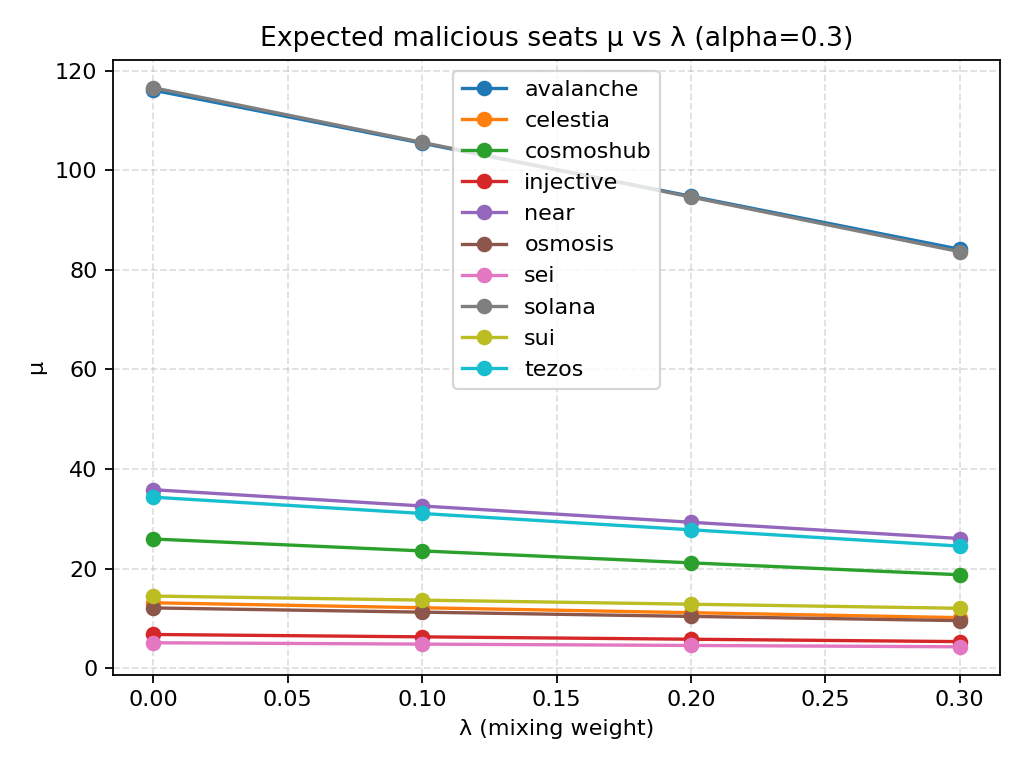 Expected malicious seats μ vs λ (alpha=0.3)
120
100
80
60
40
20
0
μ
avalanche
celestia
cosmoshub
injective
near
osmosis
sei
solana
sui
tezos
0.00 0.05 0.10 0.15 0.20 0.25 0.30
λ (mixing weight)